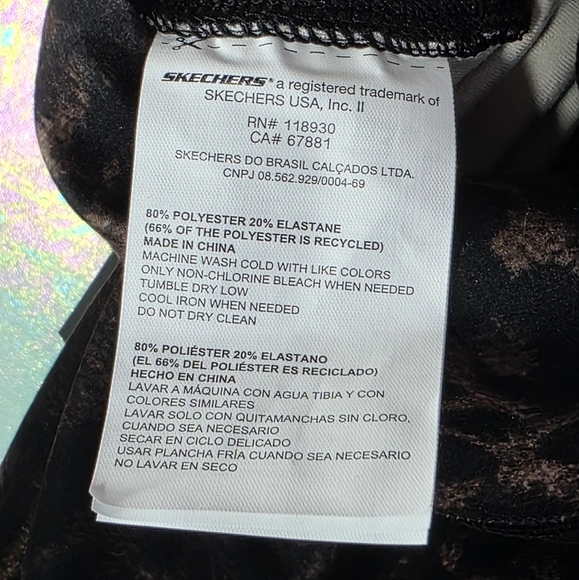 SKECHERS® a registered trademark of
SKECHERS USA, Inc. II
RN# 118930
CA# 67881
SKECHERS DO BRASIL CALÇADOS LTDA.
CNPJ 08.562.929/0004-69
80% POLYESTER 20% ELASTANE
(66% OF THE POLYESTER IS RECYCLED)
MADE IN CHINA
MACHINE WASH COLD WITH LIKE COLORS
ONLY NON-CHLORINE BLEACH WHEN NEEDED
TUMBLE DRY LOW
COOL IRON WHEN NEEDED
DO NOT DRY CLEAN
80% POLIÉSTER 20% ELASTANO
(EL 66% DEL POLIÉSTER ES RECICLADO)
HECHO EN CHINA
LAVAR A MÁQUINA CON AGUA TIBIA Y CON
COLORES SIMILARES
LAVAR SOLO CON QUITAMANCHAS SIN CLORO,
CUANDO SEA NECESARIO
SECAR EN CICLO DELICADO
USAR PLANCHA FRÍA CUANDO SEA NECESARIO
NO LAVAR EN SECO